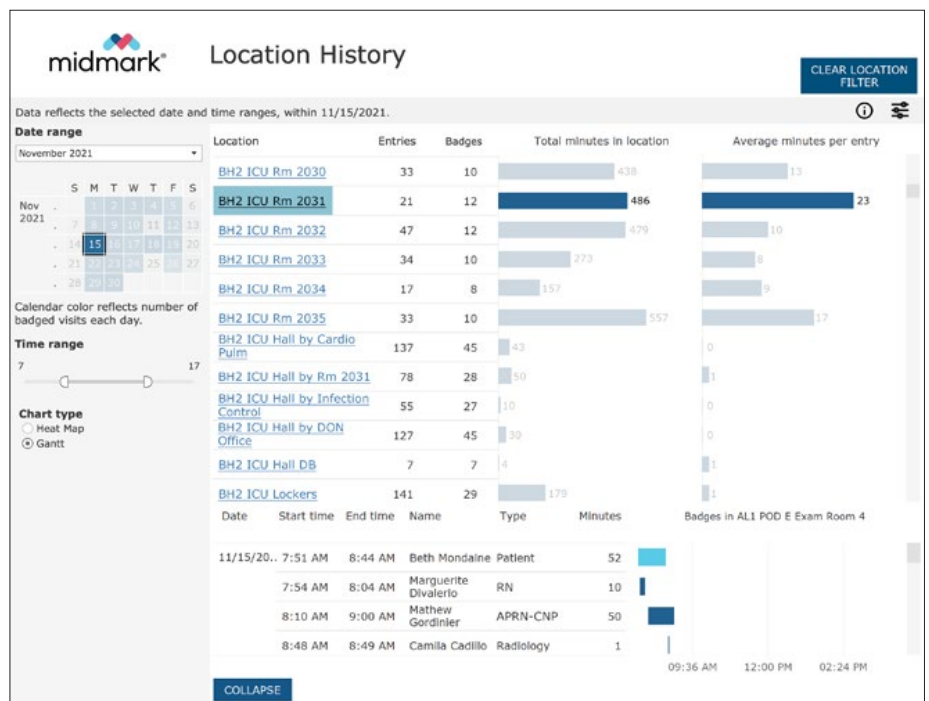 midmark®
Location History
CLEAR LOCATION
FILTER
Data reflects the selected date and time ranges, within 11/15/2021.
Date range
November 2021
S M T W T F S
Nov 1 2 3 4 5 6
2021 7 8 9 10 11 12 13
14 15 16 17 18 19 20
21 22 23 24 25 26 27
28 29 30
Calendar color reflects number of
badged visits each day.
Time range
7 17
Chart type
Heat Map
Gantt
Location Entries Badges Total minutes in location Average minutes per entry
BH2 ICU Rm 2030 33 10 438 13
BH2 ICU Rm 2031 21 12 486 23
BH2 ICU Rm 2032 47 12 479 10
BH2 ICU Rm 2033 34 10 273 8
BH2 ICU Rm 2034 17 8 157 9
BH2 ICU Rm 2035 33 10 557 17
BH2 ICU Hall by Cardio
Pulm 137 45 43 0
BH2 ICU Hall by Rm 2031 78 28 50 1
BH2 ICU Hall by Infection
Control 55 27 10 0
BH2 ICU Hall by DON
Office 127 45 39 0
BH2 ICU Hall DB 7 7 4 1
BH2 ICU Lockers 141 29 179 1
Date Start time End time Name Type Minutes Badges in AL1 POD E Exam Room 4
11/15/20.. 7:51 AM 8:44 AM Beth Mondaine Patient 52
7:54 AM 8:04 AM Marguerite
Divalerio RN 10
8:10 AM 9:00 AM Mathew
Gordinier APRN-CNP 50
8:48 AM 8:49 AM Camila Cadillo Radiology 1
09:36 AM 12:00 PM 02:24 PM
COLLAPSE